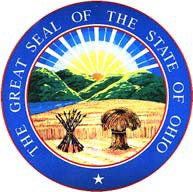 THE GREAT SEAL OF THE STATE OF OHIO